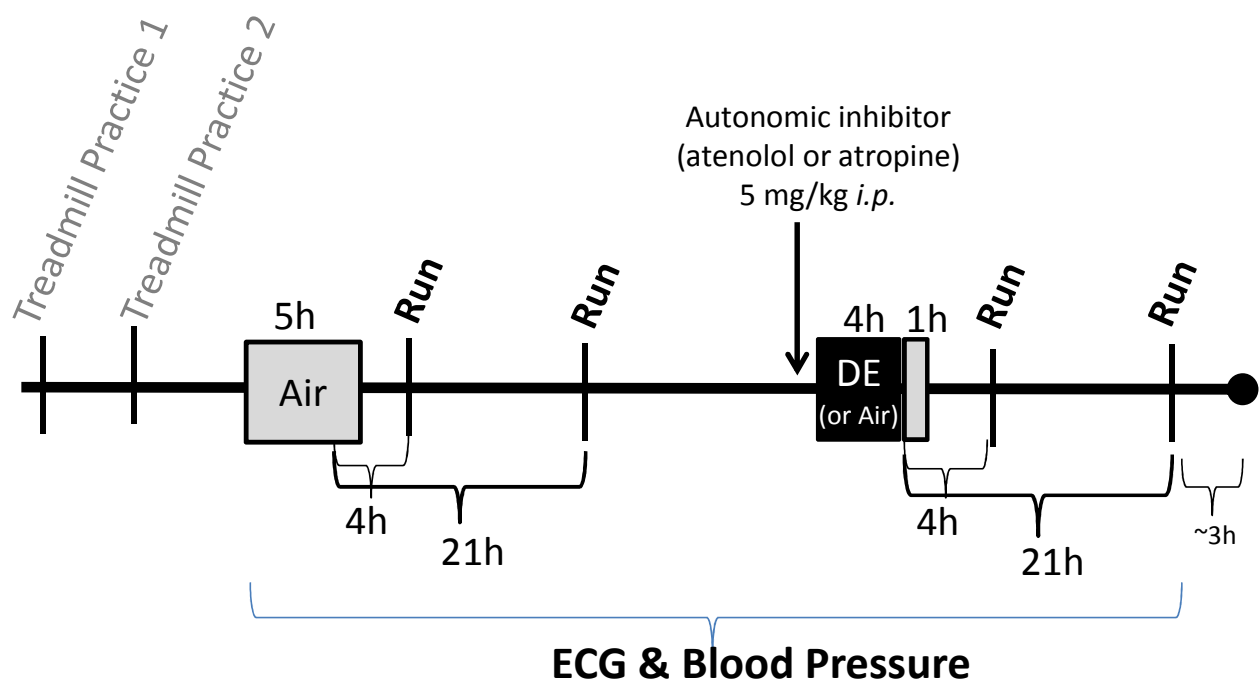 Treadmill Practice 1
Treadmill Practice 2
Autonomic inhibitor
(atenolol or atropine)
5 mg/kg i.p.
5h
Run
Run
4h
1h
Run
Run
Air
DE
(or Air)
4h
21h
4h
21h
~3h
ECG & Blood Pressure